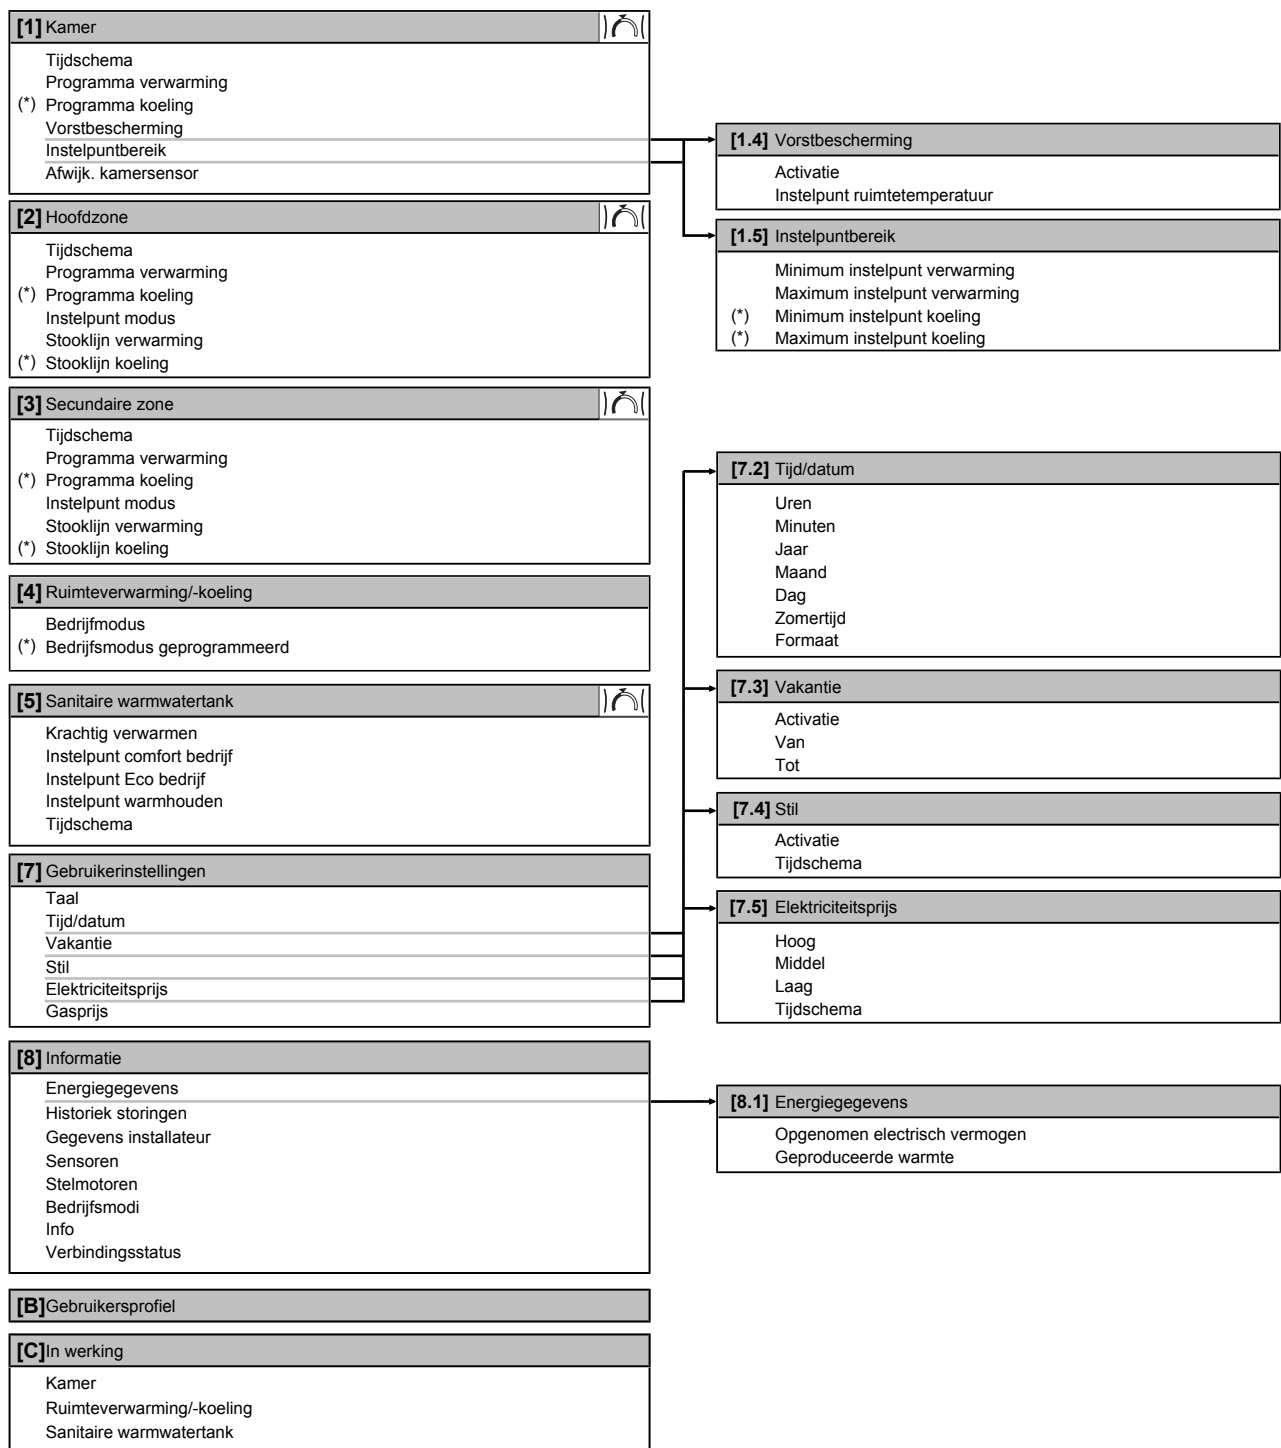 [1] Kamer
Tijdschema
Programma verwarming
(*) Programma koeling
Vorstbescherming
Instelpuntbereik
Afwijk. kamersensor
[1.4] Vorstbescherming
Activatie
Instelpunt ruimtetemperatuur
[1.5] Instelpuntbereik
Minimum instelpunt verwarming
Maximum instelpunt verwarming
(*) Minimum instelpunt koeling
(*) Maximum instelpunt koeling
[2] Hoofdzone
Tijdschema
Programma verwarming
(*) Programma koeling
Instelpunt modus
Stooklijn verwarming
(*) Stooklijn koeling
[3] Secundaire zone
Tijdschema
Programma verwarming
(*) Programma koeling
Instelpunt modus
Stooklijn verwarming
(*) Stooklijn koeling
[4] Ruimteverwarming/-koeling
Bedrijfmodus
(*) Bedrijfsmodus geprogrammeerd
[5] Sanitaire warmwatertank
Krachtig verwarmen
Instelpunt comfort bedrijf
Instelpunt Eco bedrijf
Instelpunt warmhouden
Tijdschema
[7] Gebruikerinstellingen
Taal
Tijd/datum
Vakantie
Stil
Elektriciteitsprijs
Gasprijs
[7.2] Tijd/datum
Uren
Minuten
Jaar
Maand
Dag
Zomertijd
Formaat
[7.3] Vakantie
Activatie
Van
Tot
[7.4] Stil
Activatie
Tijdschema
[7.5] Elektriciteitsprijs
Hoog
Middel
Laag
Tijdschema
[8] Informatie
Energiegegevens
Historiek storingen
Gegevens installateur
Sensoren
Stelmotoren
Bedrijfsmodi
Info
Verbindingsstatus
[8.1] Energiegegevens
Opgenomen electrisch vermogen
Geproduceerde warmte
[B] Gebruikersprofiel
[C] In werking
Kamer
Ruimteverwarming/-koeling
Sanitaire warmwatertank